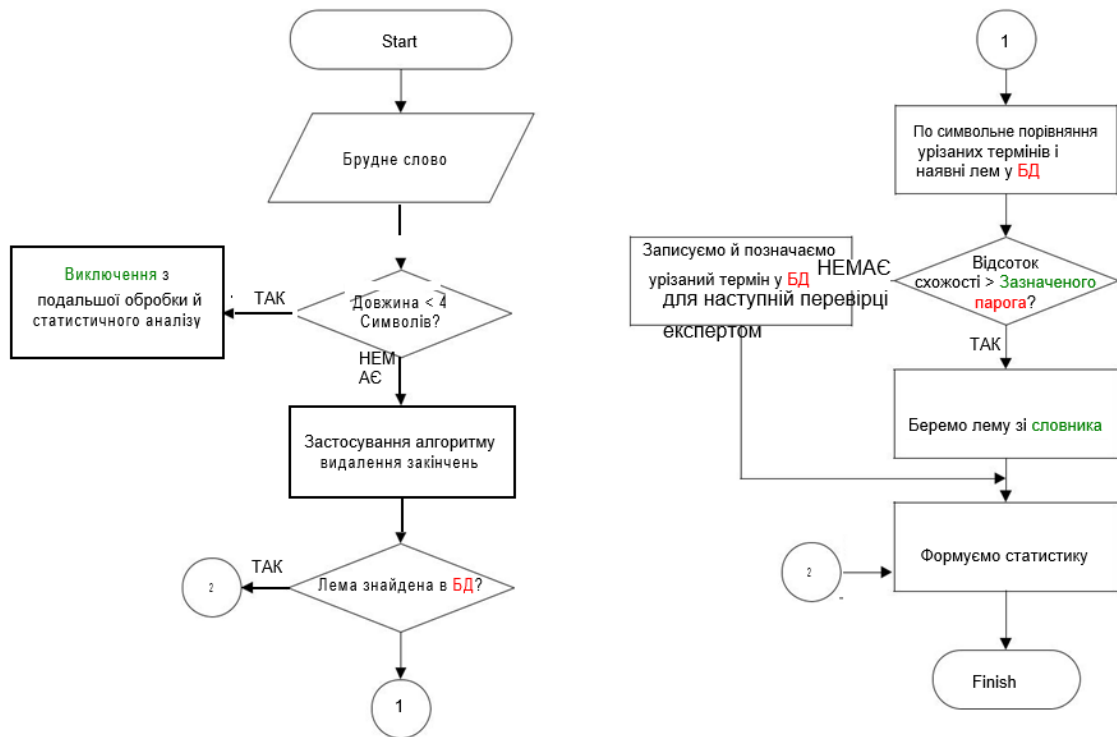 Start
Брудне слово
Довжина < 4
Символів?
ТАК
Виключення з
подальшої обробки й
статистичного аналізу
НЕМ
АЄ
Застосування алгоритму
видалення закінчень
Лема знайдена в БД?
ТАК
2
1
1
По символьне порівняння
урізаних термінів і
наявні лем у БД
Відсоток
схожості > Зазначеного
парога?
НЕМАЄ
Записуємо й позначаємо
урізаний термін у БД
для наступній перевірці
експертом
ТАК
Беремо лему зі словника
Формуємо статистику
2
Finish